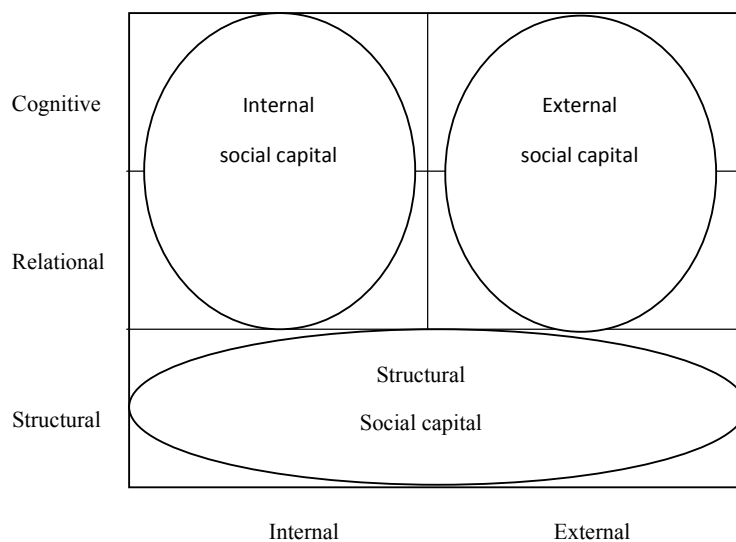 Cognitive
Internal
social capital
External
social capital
Relational
Structural
Structural
Social capital
Internal
External